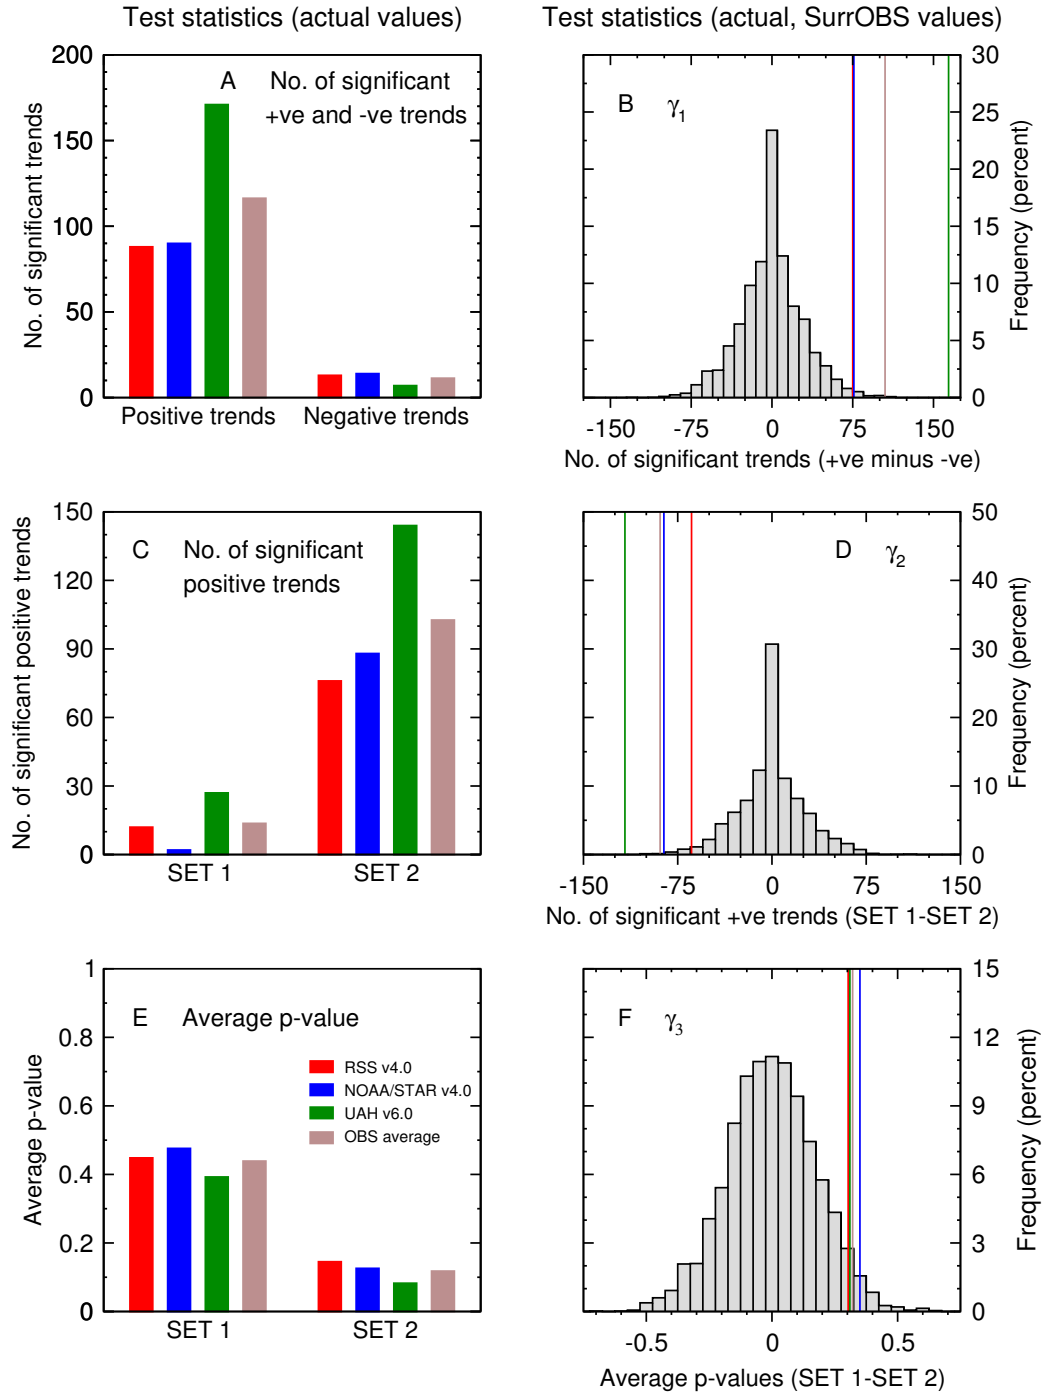 Test statistics (actual values)
Test statistics (actual, SurrOBS values)
200
150
100
50
0
No. of significant trends
A No. of significant
+ve and -ve trends
Positive trends
Negative trends
B γ1
30
25
20
15
10
5
0
Frequency (percent)
-150
-75
0
75
150
No. of significant trends (+ve minus -ve)
150
120
90
60
30
0
No. of significant positive trends
C No. of significant
positive trends
SET 1
SET 2
D γ2
50
40
30
20
10
0
Frequency (percent)
-150
-75
0
75
150
No. of significant +ve trends (SET 1-SET 2)
1
0.8
0.6
0.4
0.2
0
Average p-value
E Average p-value
RSS v4.0
NOAA/STAR v4.0
UAH v6.0
OBS average
SET 1
SET 2
F γ3
15
12
9
6
3
0
Frequency (percent)
-0.5
0
0.5
Average p-values (SET 1-SET 2)